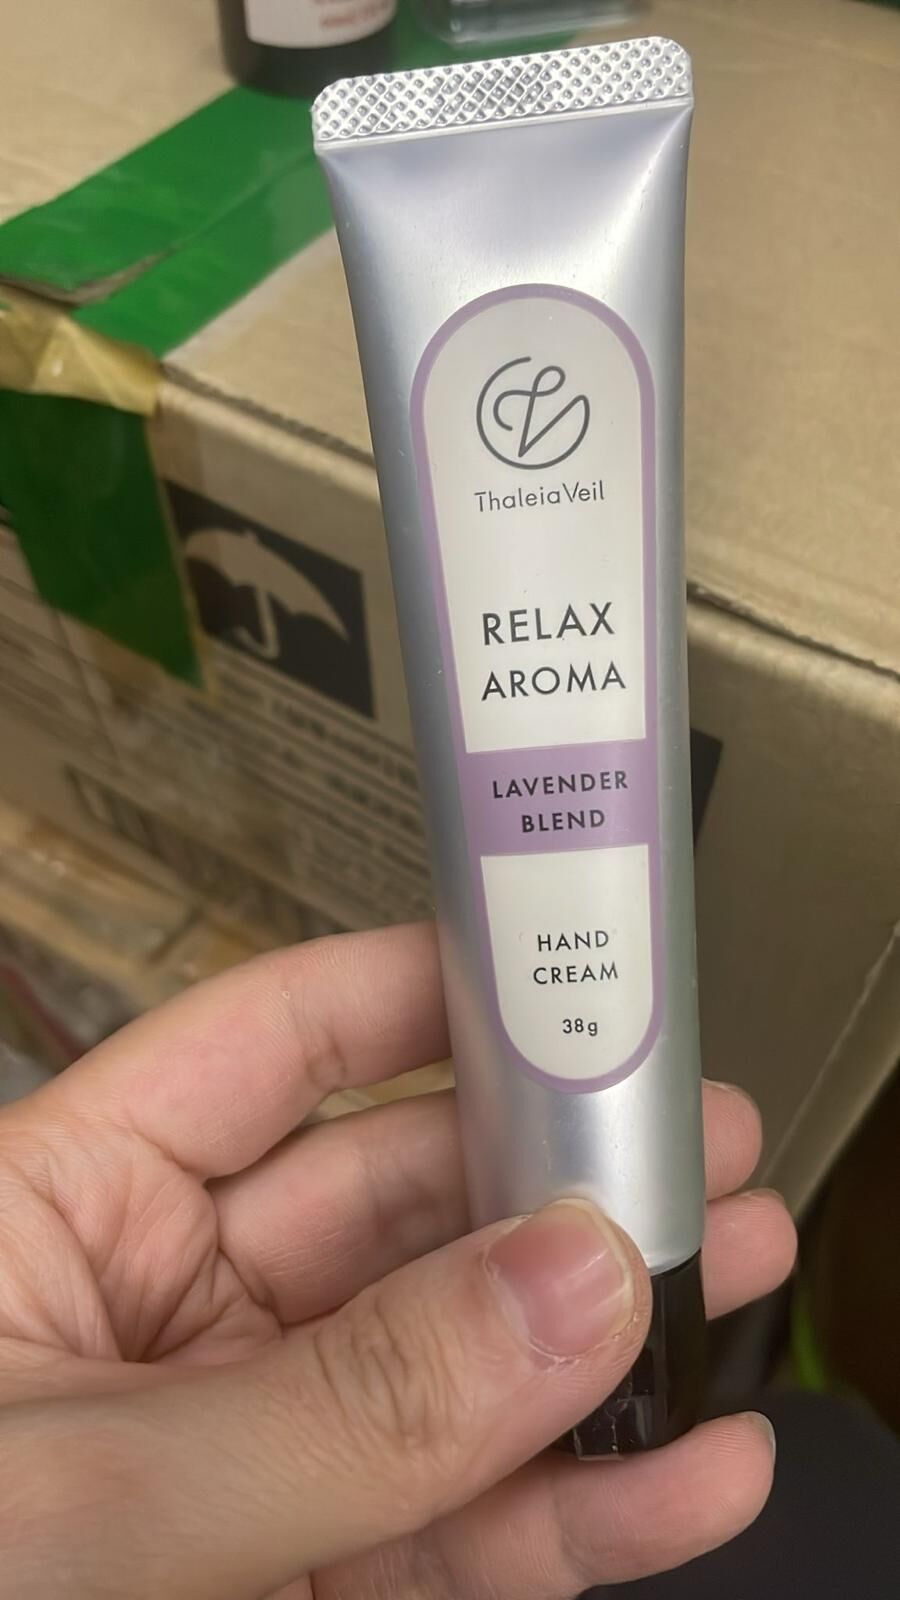 ThaleiaVeil
RELAX
AROMA
LAVENDER
BLEND
HAND
CREAM
38g